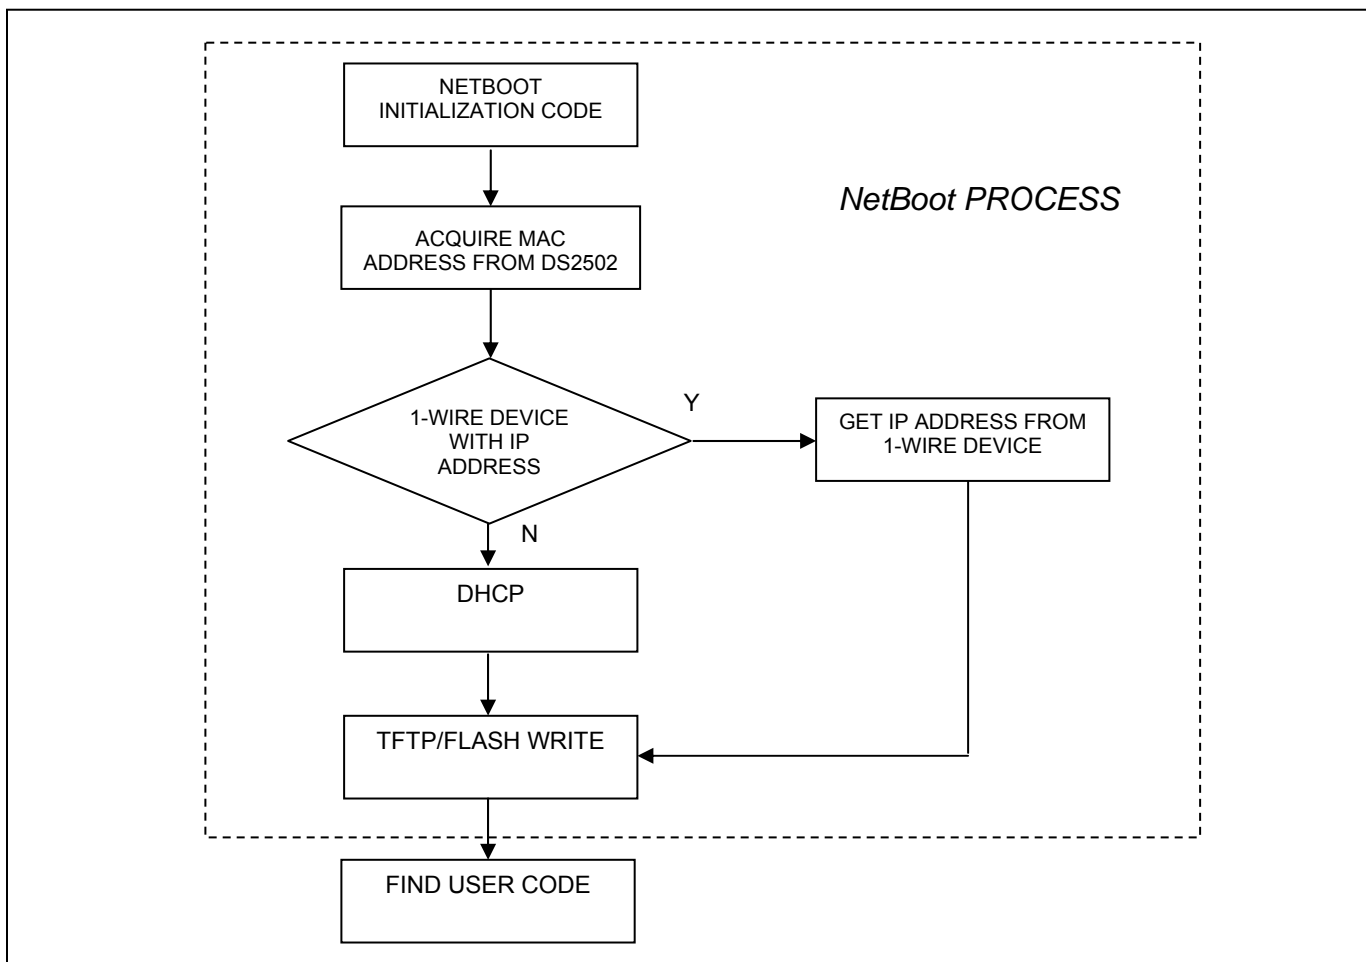 NETBOOT
INITIALIZATION CODE
NetBoot PROCESS
ACQUIRE MAC
ADDRESS FROM DS2502
1-WIRE DEVICE
WITH IP
ADDRESS
Y
GET IP ADDRESS FROM
1-WIRE DEVICE
N
DHCP
TFTP/FLASH WRITE
FIND USER CODE